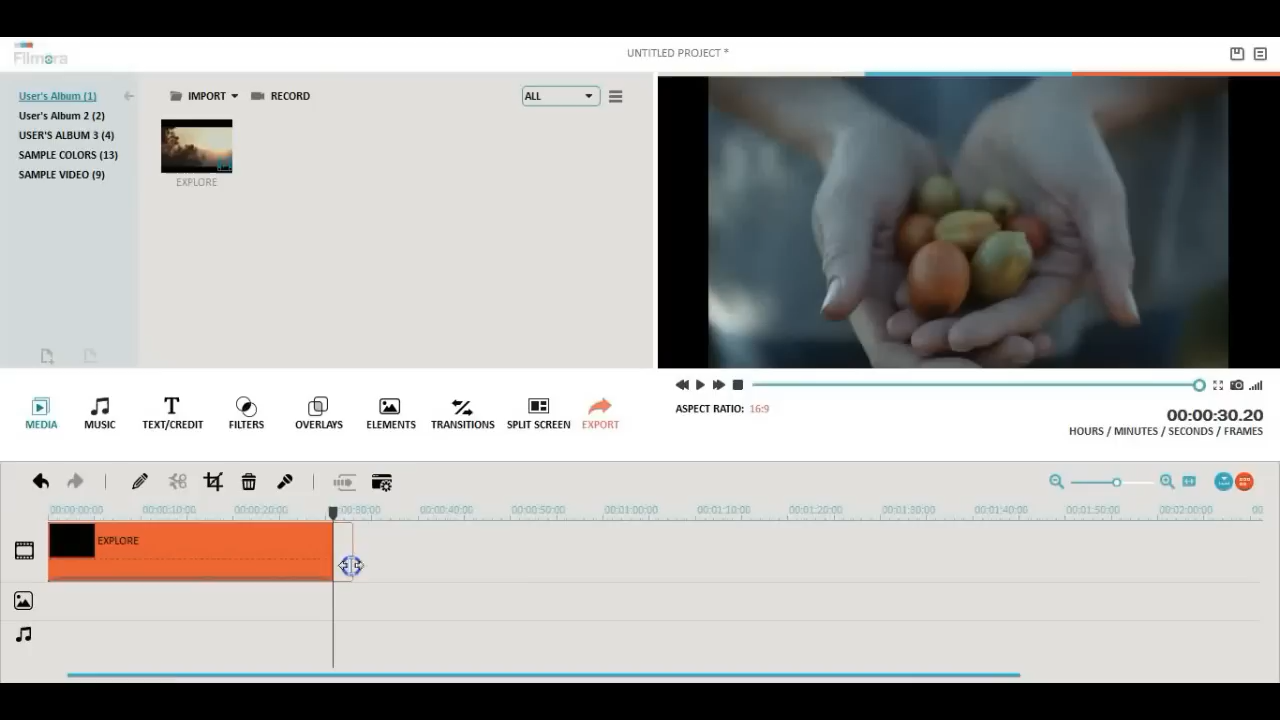 Filmora
UNTITLED PROJECT *
User's Album (1)
User's Album 2 (2)
USER'S ALBUM 3 (4)
SAMPLE COLORS (13)
SAMPLE VIDEO (9)
IMPORT
RECORD
ALL
EXPLORE
ASPECT RATIO: 16:9
00:00:30.20
HOURS / MINUTES / SECONDS / FRAMES
MEDIA
MUSIC
TEXT/CREDIT
FILTERS
OVERLAYS
ELEMENTS
TRANSITIONS
SPLIT SCREEN
EXPORT
00:00:00:00 00:00:10:00 00:00:20:00 00:00:30:00 00:00:40:00 00:00:50:00 00:01:00:00 00:01:10:00 00:01:20:00 00:01:30:00 00:01:40:00 00:01:50:00 00:02:00:00 00
EXPLORE